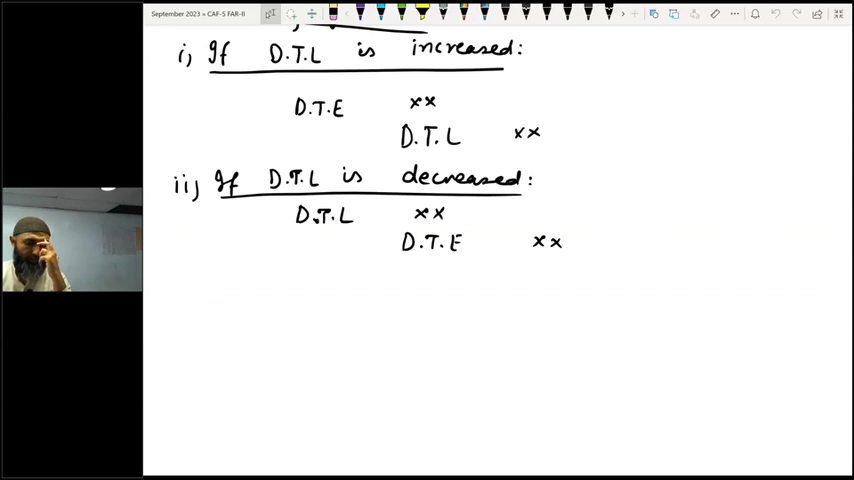 September 2023 » CAF-5 FAR-II
i, If D.T.L is increased:
D.T.E xx
D.T.L xx
ii, If D.T.L is decreased:
D.T.L xx
D.T.E xx